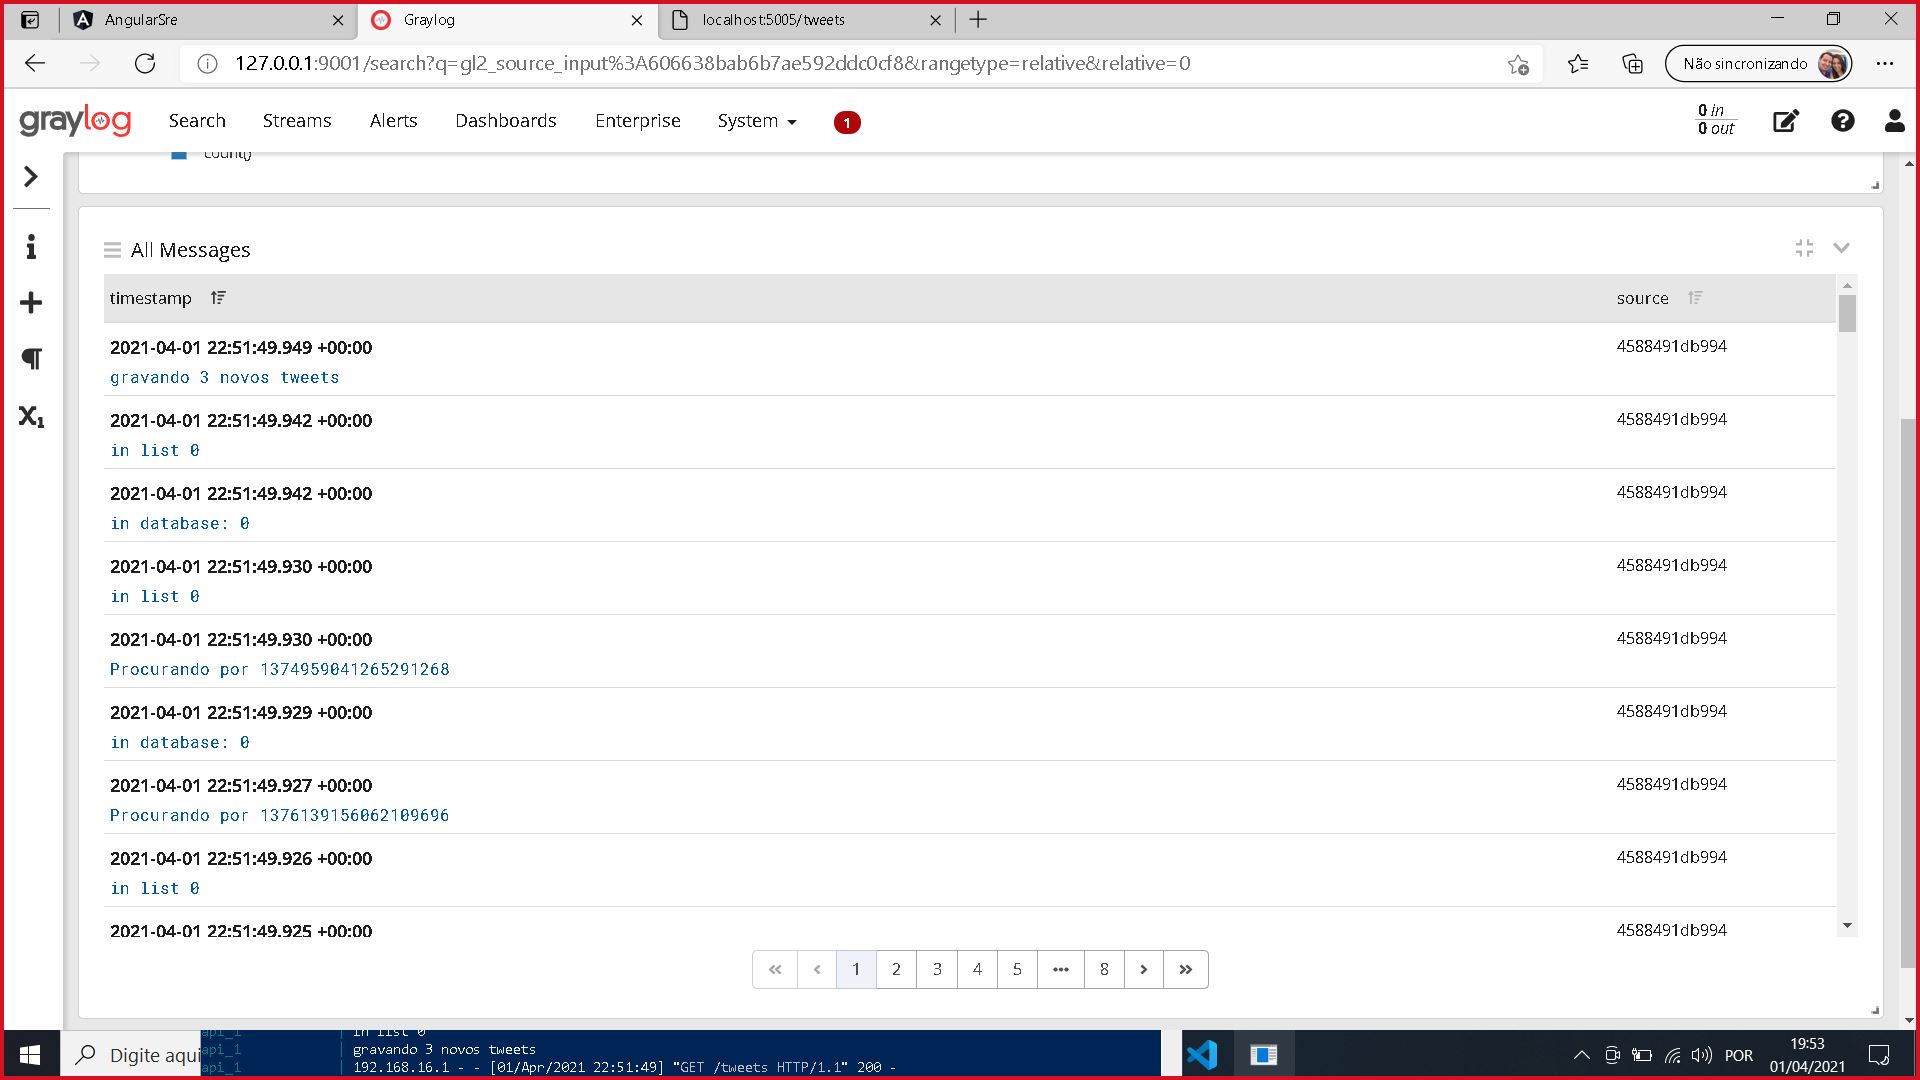 AngularSre
Graylog
localhost:5005/tweets
127.0.0.1:9001/search?q=gl2_source_input%3A606638bab6b7ae592ddc0cf8&rangetype=relative&relative=0
Não sincronizando
graylog
Search
Streams
Alerts
Dashboards
Enterprise
System
1
0 in
0 out
count()
All Messages
timestamp
source
2021-04-01 22:51:49.949 +00:00
4588491db994
gravando 3 novos tweets
2021-04-01 22:51:49.942 +00:00
4588491db994
in list 0
2021-04-01 22:51:49.942 +00:00
4588491db994
in database: 0
2021-04-01 22:51:49.930 +00:00
4588491db994
in list 0
2021-04-01 22:51:49.930 +00:00
4588491db994
Procurando por 1374959041265291268
2021-04-01 22:51:49.929 +00:00
4588491db994
in database: 0
2021-04-01 22:51:49.927 +00:00
4588491db994
Procurando por 1376139156062109696
2021-04-01 22:51:49.926 +00:00
4588491db994
in list 0
2021-04-01 22:51:49.925 +00:00
4588491db994
« ‹ 1 2 3 4 5 ••• 8 › »
Digite aqui
api_1 | in list 0
api_1 | gravando 3 novos tweets
api_1 | 192.168.16.1 - - [01/Apr/2021 22:51:49] "GET /tweets HTTP/1.1" 200 -
POR
19:53
01/04/2021